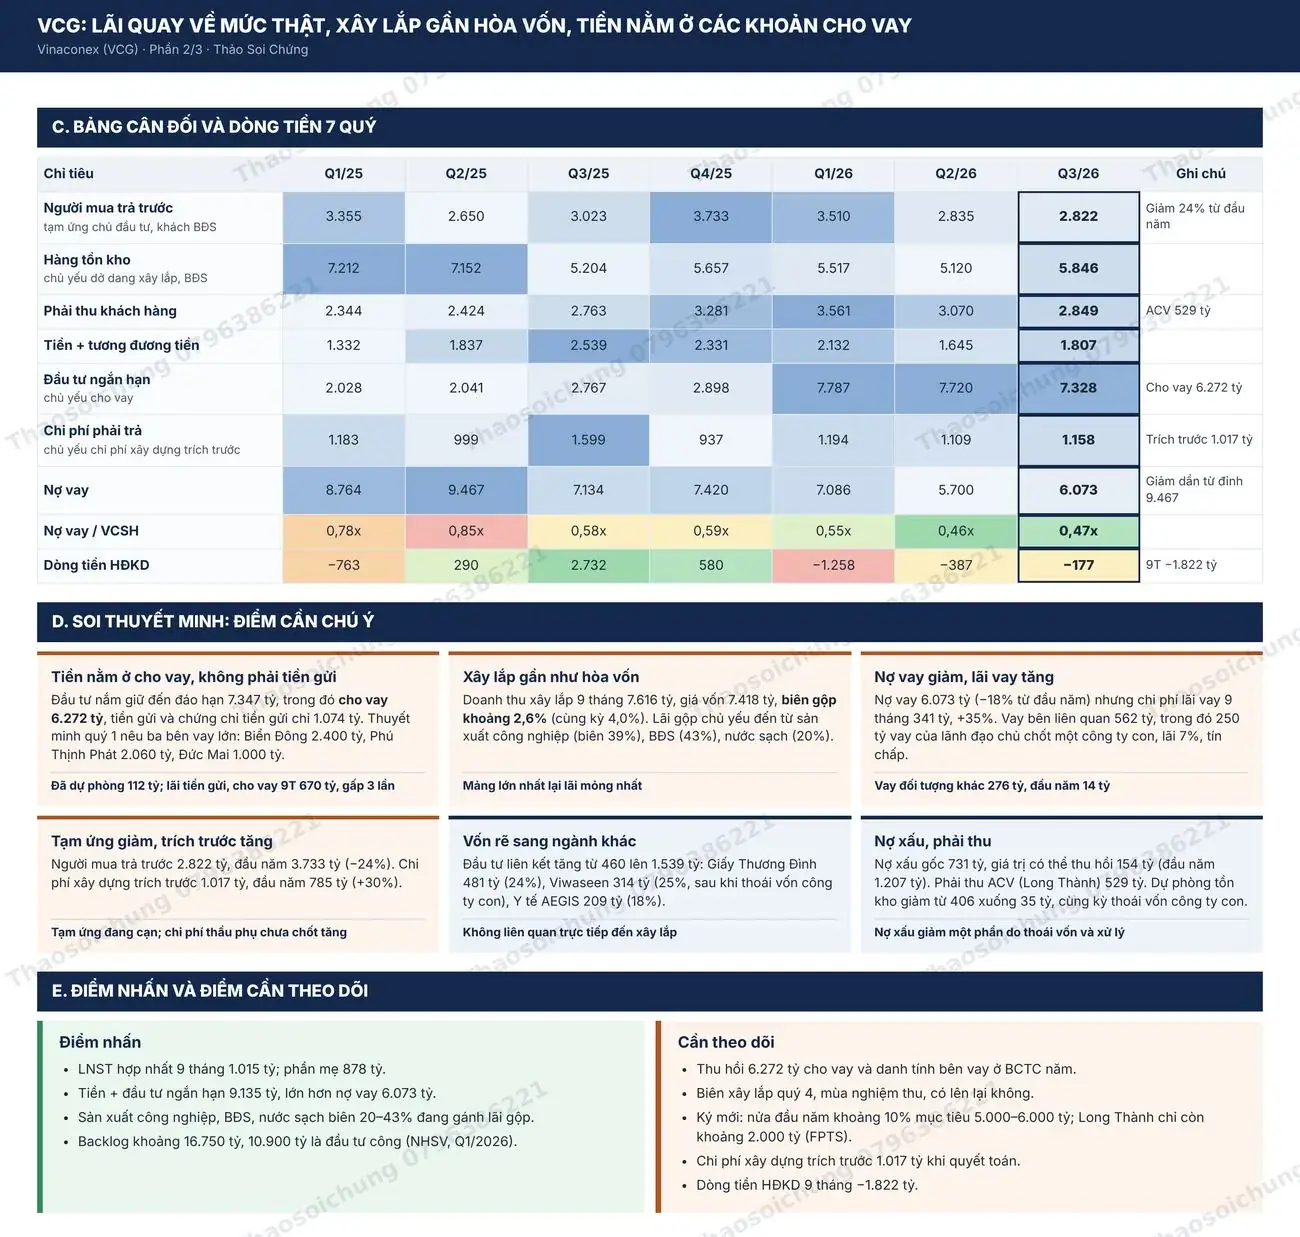 VCG: LÃI QUAY VỀ MỨC THẬT, XÂY LẮP GẦN HÒA VỐN, TIỀN NẰM Ở CÁC KHOẢN CHO VAY
Vinaconex (VCG) · Phần 2/3 · Thảo Soi Chứng
C. BẢNG CÂN ĐỐI VÀ DÒNG TIỀN 7 QUÝ
Chỉ tiêu Q1/25 Q2/25 Q3/25 Q4/25 Q1/26 Q2/26 Q3/26 Ghi chú
Người mua trả trước 3.355 2.650 3.023 3.733 3.510 2.835 2.822 Giảm 24% từ đầu
tạm ứng chủ đầu tư, khách BĐS năm
Hàng tồn kho 7.212 7.152 5.204 5.657 5.517 5.120 5.846
chủ yếu dở dang xây lắp, BĐS
Phải thu khách hàng 2.344 2.424 2.763 3.281 3.561 3.070 2.849 ACV 529 tỷ
Tiền + tương đương tiền 1.332 1.837 2.539 2.331 2.132 1.645 1.807
Đầu tư ngắn hạn 2.028 2.041 2.767 2.898 7.787 7.720 7.328 Cho vay 6.272 tỷ
chủ yếu cho vay
Chi phí phải trả 1.183 999 1.599 937 1.194 1.109 1.158 Trích trước 1.017 tỷ
chủ yếu chi phí xây dựng trích trước
Nợ vay 8.764 9.467 7.134 7.420 7.086 5.700 6.073 Giảm dần từ đỉnh
9.467
Nợ vay / VCSH 0,78x 0,85x 0,58x 0,59x 0,55x 0,46x 0,47x
Dòng tiền HĐKD −763 290 2.732 580 −1.258 −387 −177 9T −1.822 tỷ
D. SOI THUYẾT MINH: ĐIỂM CẦN CHÚ Ý
Tiền nằm ở cho vay, không phải tiền gửi
Đầu tư nắm giữ đến đáo hạn 7.347 tỷ, trong đó cho vay
6.272 tỷ, tiền gửi và chứng chỉ tiền gửi chỉ 1.074 tỷ. Thuyết
minh quý 1 nêu ba bên vay lớn: Biển Đông 2.400 tỷ, Phú
Thịnh Phát 2.060 tỷ, Đức Mai 1.000 tỷ.
Đã dự phòng 112 tỷ; lãi tiền gửi, cho vay 9T 670 tỷ, gấp 3 lần
Xây lắp gần như hòa vốn
Doanh thu xây lắp 9 tháng 7.616 tỷ, giá vốn 7.418 tỷ, biên gộp
khoảng 2,6% (cùng kỳ 4,0%). Lãi gộp chủ yếu đến từ sản
xuất công nghiệp (biên 39%), BĐS (43%), nước sạch (20%).
Mảng lớn nhất lại lãi mỏng nhất
Nợ vay giảm, lãi vay tăng
Nợ vay 6.073 tỷ (−18% từ đầu năm) nhưng chi phí lãi vay 9
tháng 341 tỷ, +35%. Vay bên liên quan 562 tỷ, trong đó 250
tỷ vay của lãnh đạo chủ chốt một công ty con, lãi 7%, tín
chấp.
Vay đối tượng khác 276 tỷ, đầu năm 14 tỷ
Tạm ứng giảm, trích trước tăng
Người mua trả trước 2.822 tỷ, đầu năm 3.733 tỷ (−24%). Chi
phí xây dựng trích trước 1.017 tỷ, đầu năm 785 tỷ (+30%).
Tạm ứng đang cạn; chi phí thầu phụ chưa chốt tăng
Vốn rẽ sang ngành khác
Đầu tư liên kết tăng từ 460 lên 1.539 tỷ: Giấy Thượng Đình
481 tỷ (24%), Viwaseen 314 tỷ (25%, sau khi thoái vốn công
ty con), Y tế AEGIS 209 tỷ (18%).
Không liên quan trực tiếp đến xây lắp
Nợ xấu, phải thu
Nợ xấu gốc 731 tỷ, giá trị có thể thu hồi 154 tỷ (đầu năm
1.207 tỷ). Phải thu ACV (Long Thành) 529 tỷ. Dự phòng tồn
kho giảm từ 406 xuống 35 tỷ, cùng kỳ thoái vốn công ty con.
Nợ xấu giảm một phần do thoái vốn và xử lý
E. ĐIỂM NHẤN VÀ ĐIỂM CẦN THEO DÕI
Điểm nhấn
• LNST hợp nhất 9 tháng 1.015 tỷ; phần mẹ 878 tỷ.
• Tiền + đầu tư ngắn hạn 9.135 tỷ, lớn hơn nợ vay 6.073 tỷ.
• Sản xuất công nghiệp, BĐS, nước sạch biên 20–43% đang gánh lãi gộp.
• Backlog khoảng 16.750 tỷ, 10.900 tỷ là đầu tư công (NHSV, Q1/2026).
Cần theo dõi
• Thu hồi 6.272 tỷ cho vay và danh tính bên vay ở BCTC năm.
• Biên xây lắp quý 4, mùa nghiệm thu, có lên lại không.
• Ký mới: nửa đầu năm khoảng 10% mục tiêu 5.000–6.000 tỷ; Long Thành chỉ còn
khoảng 2.000 tỷ (FPTS).
• Chi phí xây dựng trích trước 1.017 tỷ khi quyết toán.
• Dòng tiền HĐKD 9 tháng −1.822 tỷ.
Thaosoichung 0796386221